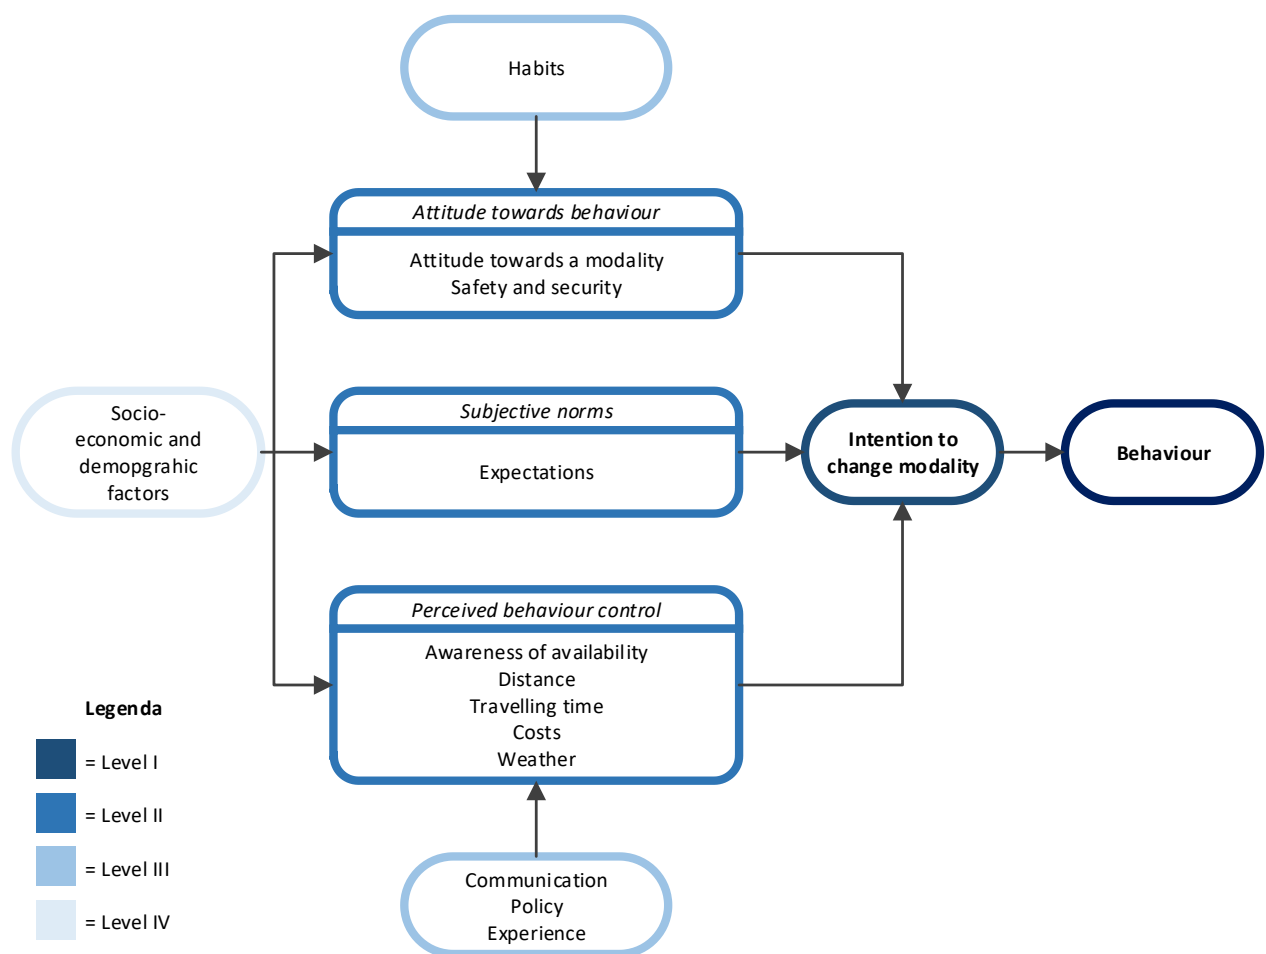 Habits
Attitude towards behaviour
Attitude towards a modality
Safety and security
Socio-
economic and
demopgrahic
factors
Subjective norms
Expectations
Intention to
change modality
Behaviour
Perceived behaviour control
Awareness of availability
Distance
Travelling time
Costs
Weather
Legenda
= Level I
= Level II
= Level III
= Level IV
Communication
Policy
Experience